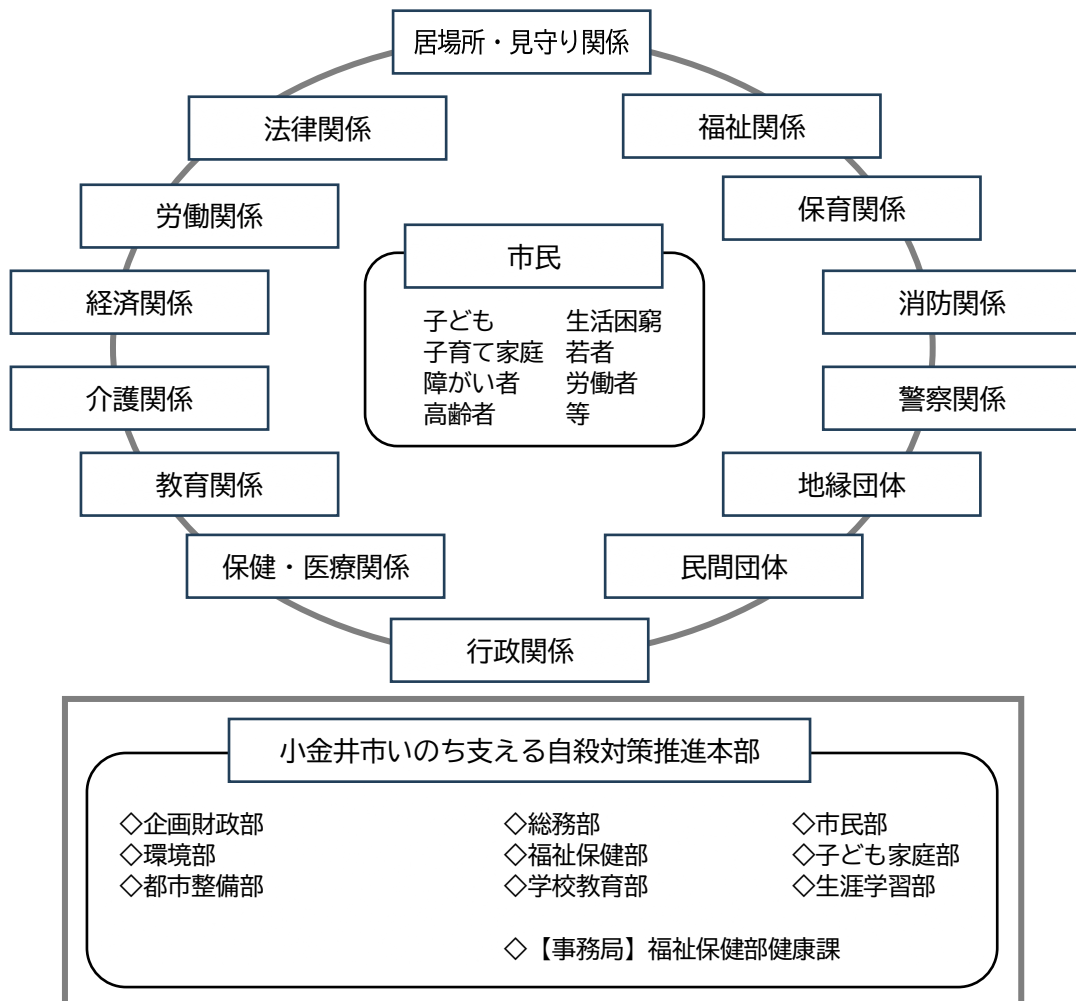 居場所・見守り関係
法律関係
福祉関係
労働関係
保育関係
市民
経済関係
消防関係
子ども
子育て家庭
障がい者
高齢者
生活困窮
若者
労働者
等
介護関係
警察関係
教育関係
地縁団体
保健・医療関係
民間団体
行政関係
小金井市いのち支える自殺対策推進本部
◇企画財政部
◇環境部
◇都市整備部
◇総務部
◇福祉保健部
◇学校教育部
◇【事務局】福祉保健部健康課
◇市民部
◇子ども家庭部
◇生涯学習部